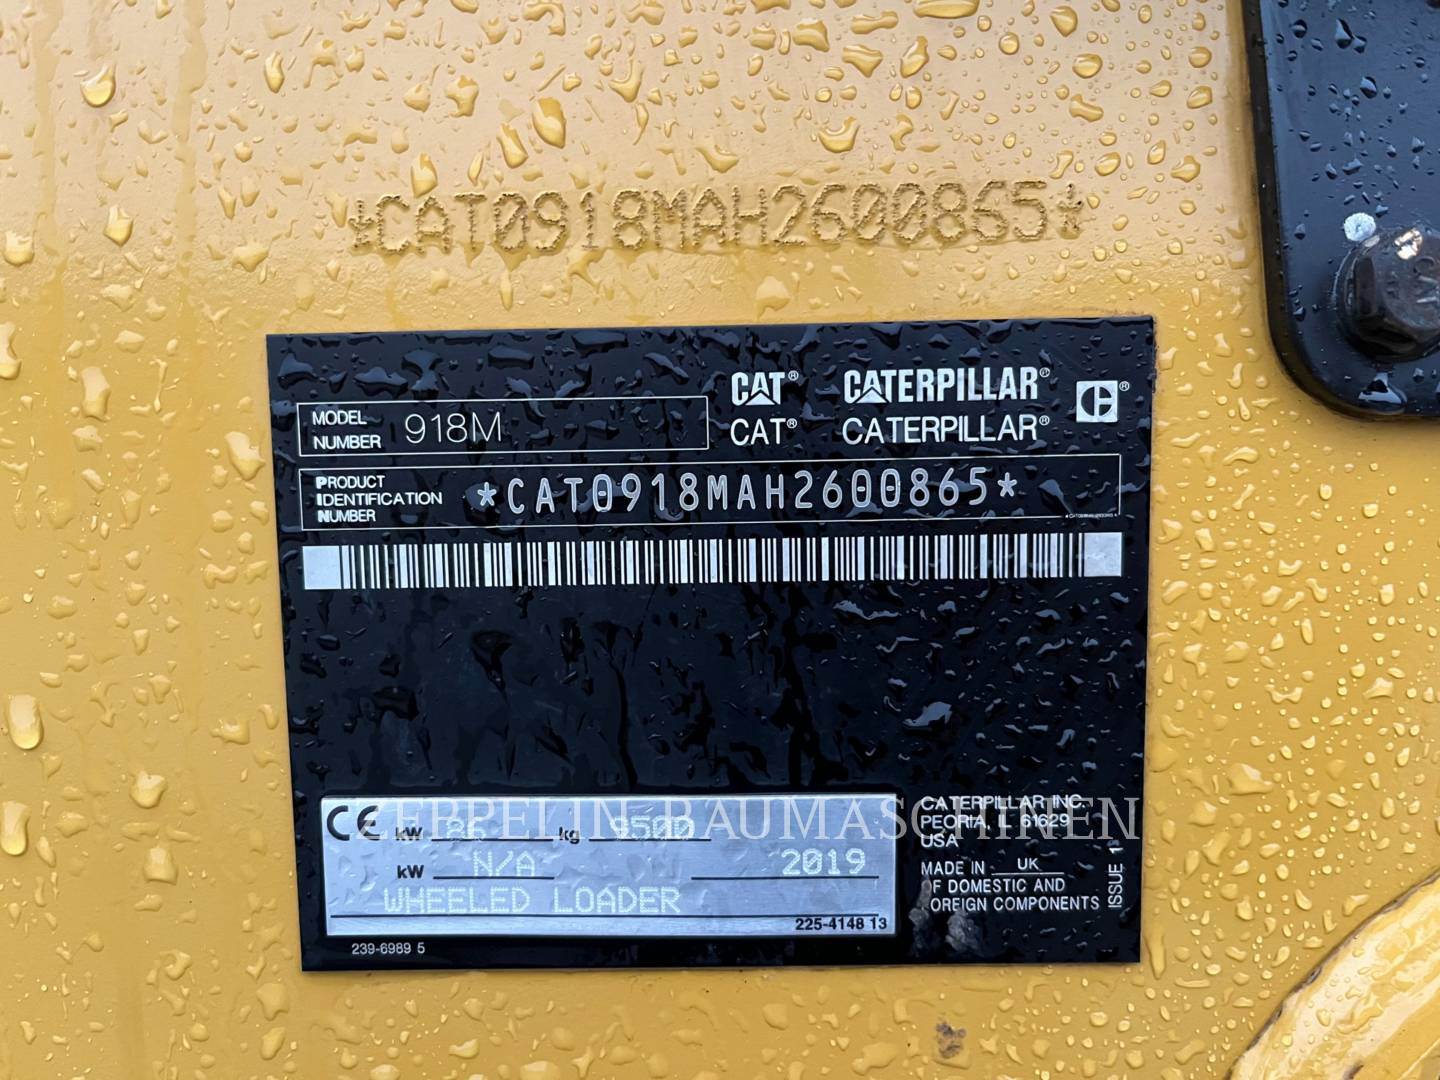 *CAT0918MAH2600865*
CAT® CATERPILLAR®
CAT® CATERPILLAR®
MODEL NUMBER 918M
PRODUCT IDENTIFICATION NUMBER *CAT0918MAH2600865*
ZEPPELIN BAUMASCHINEN
CE kW 86 kg 9500
kW N/A 2019
WHEELED LOADER
225-4148 13
239-6989 5
CATERPILLAR INC.
PEORIA, IL 61629
USA
MADE IN UK
OF DOMESTIC AND
FOREIGN COMPONENTS
ISSUE 1